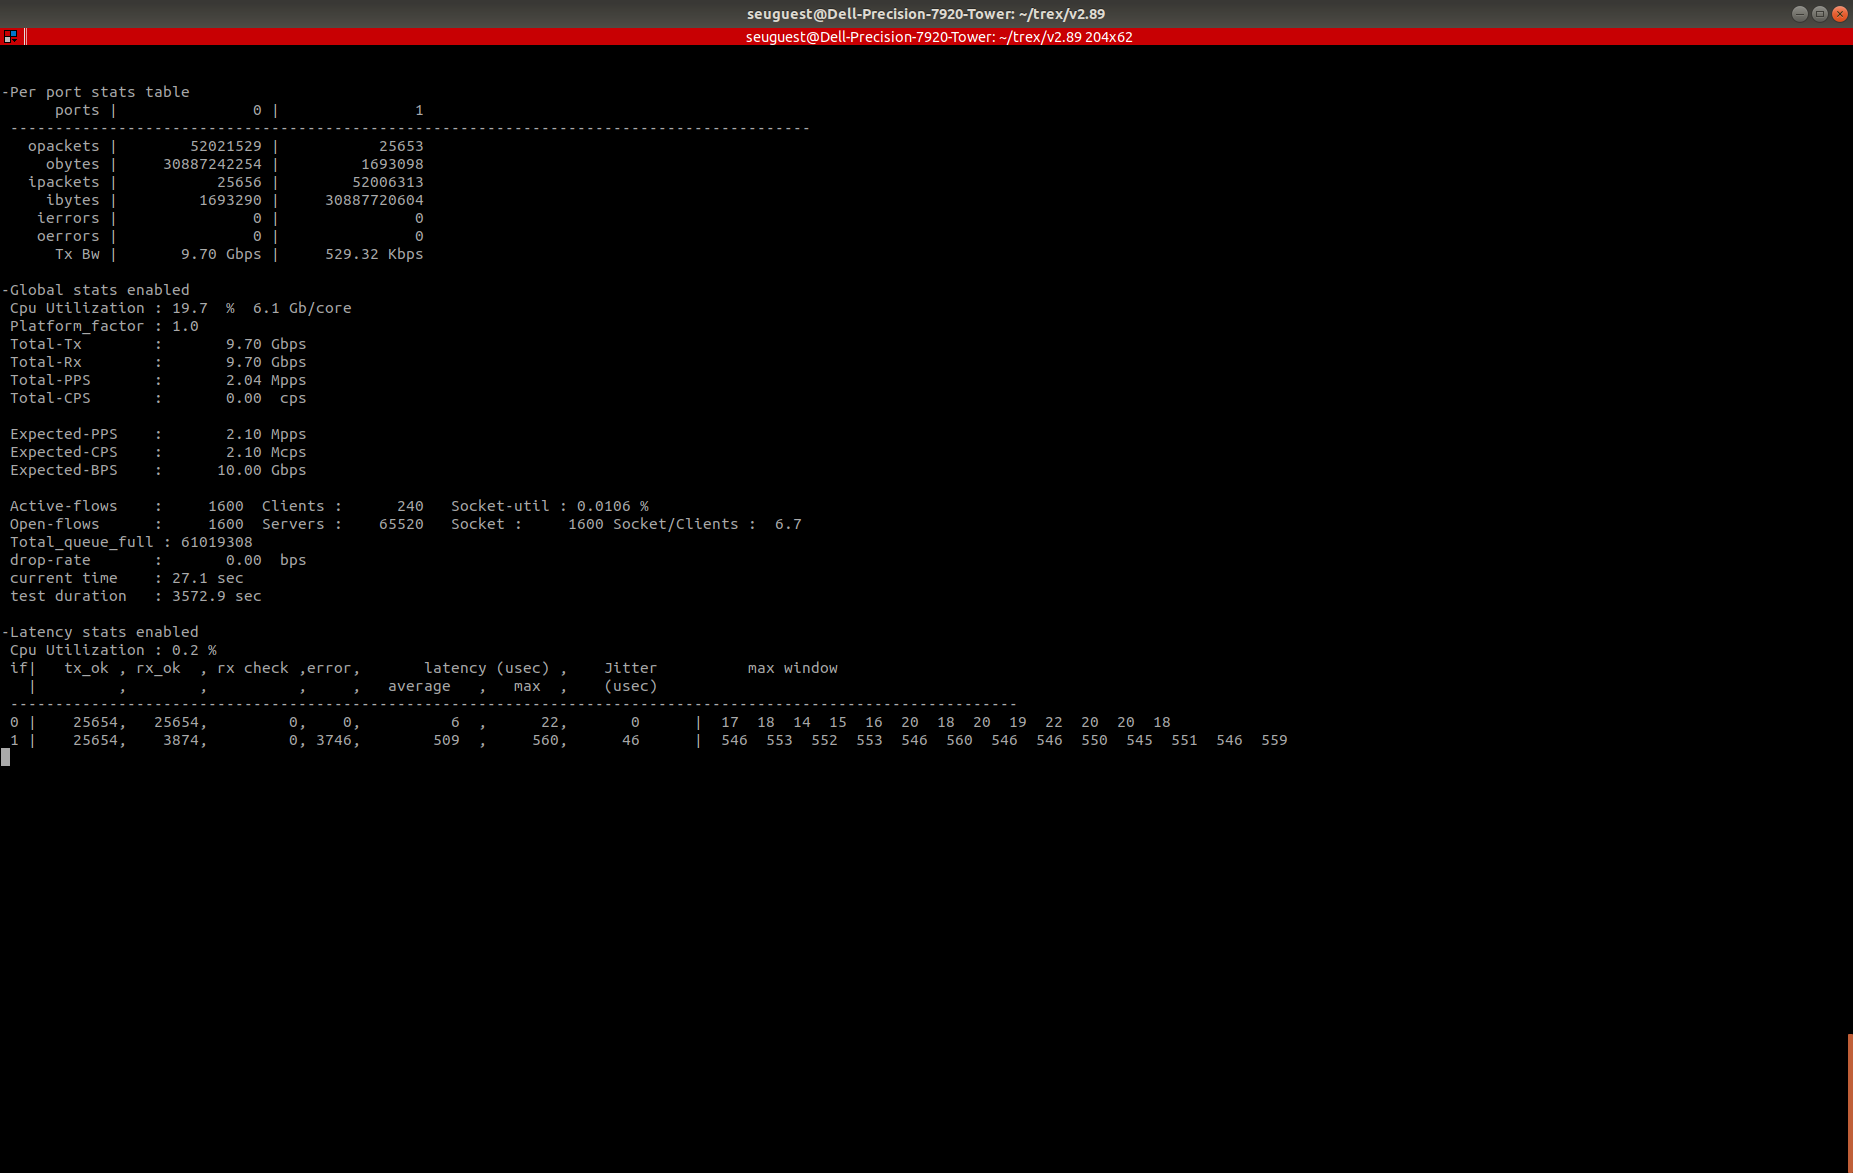 seuguest@Dell-Precision-7920-Tower: ~/trex/v2.89
seuguest@Dell-Precision-7920-Tower: ~/trex/v2.89 204x62
-Per port stats table
ports | 0 | 1
-----------------------------------------------------------------------------------------
opackets | 52021529 | 25653
obytes | 30887242254 | 1693098
ipackets | 25656 | 52006313
ibytes | 1693290 | 30887720604
ierrors | 0 | 0
oerrors | 0 | 0
Tx Bw | 9.70 Gbps | 529.32 Kbps
-Global stats enabled
Cpu Utilization : 19.7 % 6.1 Gb/core
Platform_factor : 1.0
Total-Tx : 9.70 Gbps
Total-Rx : 9.70 Gbps
Total-PPS : 2.04 Mpps
Total-CPS : 0.00 cps
Expected-PPS : 2.10 Mpps
Expected-CPS : 2.10 Mcps
Expected-BPS : 10.00 Gbps
Active-flows : 1600 Clients : 240 Socket-util : 0.0106 %
Open-flows : 1600 Servers : 65520 Socket : 1600 Socket/Clients : 6.7
Total_queue_full : 61019308
drop-rate : 0.00 bps
current time : 27.1 sec
test duration : 3572.9 sec
-Latency stats enabled
Cpu Utilization : 0.2 %
if| tx_ok , rx_ok , rx check ,error, latency (usec) , Jitter max window
| , , , , average , max , (usec)
----------------------------------------------------------------------------------------------------------------
0 | 25654, 25654, 0, 0, 6 , 22, 0 | 17 18 14 15 16 20 18 20 19 22 20 20 18
1 | 25654, 3874, 0, 3746, 509 , 560, 46 | 546 553 552 553 546 560 546 546 550 545 551 546 559